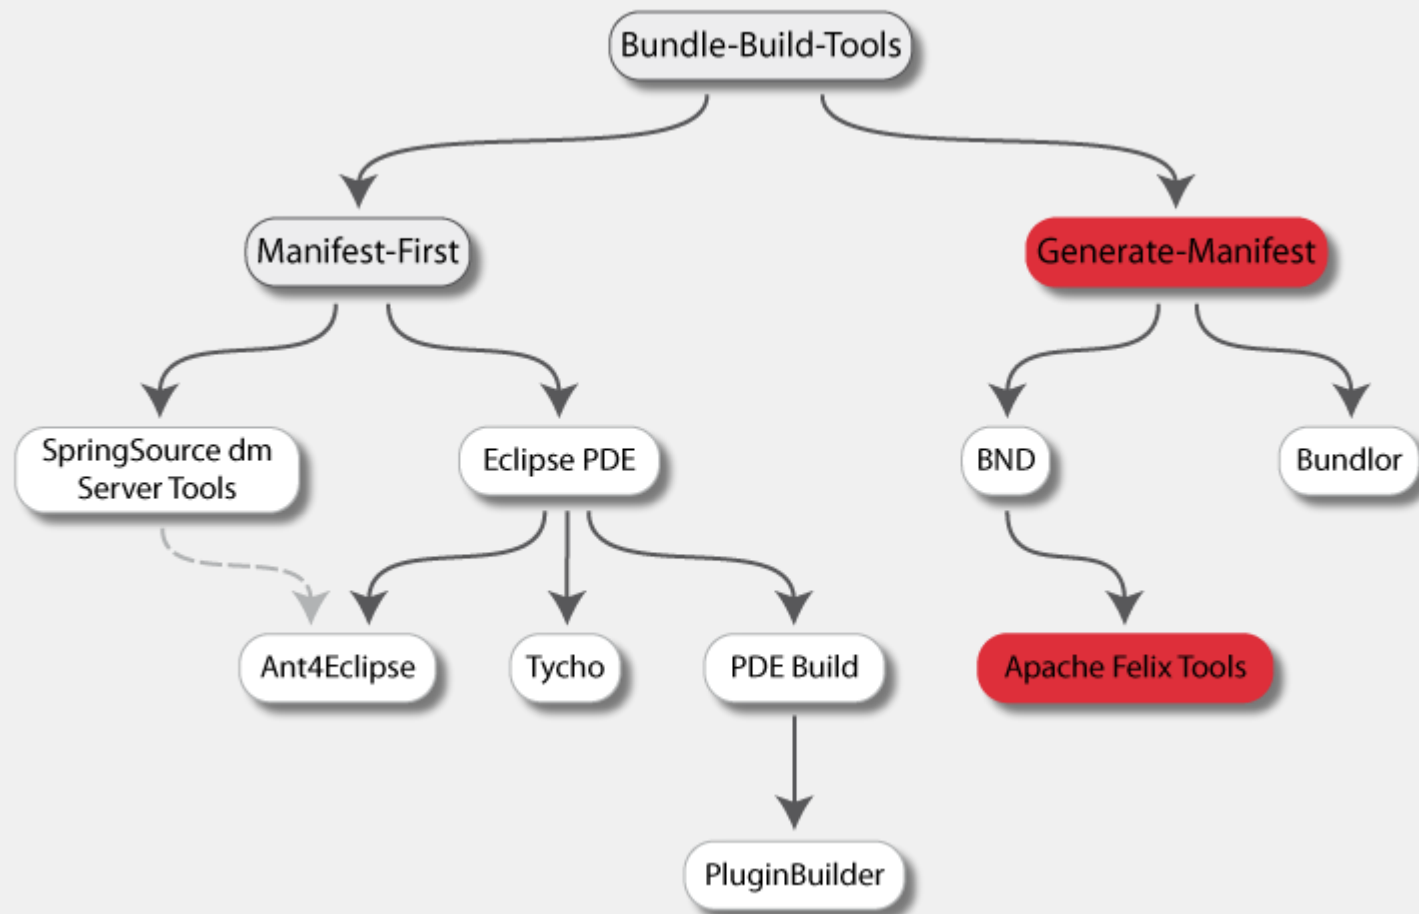 Bundle-Build-Tools
Manifest-First
Generate-Manifest
SpringSource dm
Server Tools
Eclipse PDE
BND
Bundlor
Ant4Eclipse
Tycho
PDE Build
Apache Felix Tools
PluginBuilder